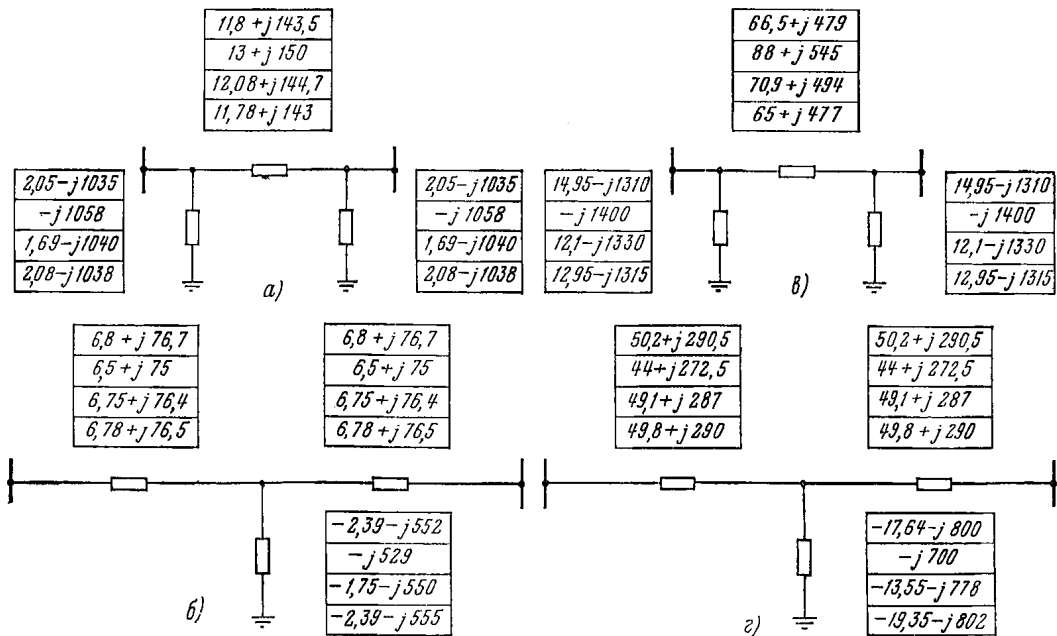 11,8 + j 143,5
13 + j 150
12,08 + j 144,7
11,78 + j 143
2,05 – j 1035
– j 1058
1,69 – j 1040
2,08 – j 1038
2,05 – j 1035
– j 1058
1,69 – j 1040
2,08 – j 1038
а)
66,5 + j 479
88 + j 545
70,9 + j 494
65 + j 477
14,95 – j 1310
– j 1400
12,1 – j 1330
12,95 – j 1315
14,95 – j 1310
– j 1400
12,1 – j 1330
12,95 – j 1315
в)
6,8 + j 76,7
6,5 + j 75
6,75 + j 76,4
6,78 + j 76,5
6,8 + j 76,7
6,5 + j 75
6,75 + j 76,4
6,78 + j 76,5
–2,39 – j 552
– j 529
–1,75 – j 550
–2,39 – j 555
б)
50,2 + j 290,5
44 + j 272,5
49,1 + j 287
49,8 + j 290
50,2 + j 290,5
44 + j 272,5
49,1 + j 287
49,8 + j 290
–17,64 – j 800
– j 700
–13,55 – j 778
–19,35 – j 802
г)